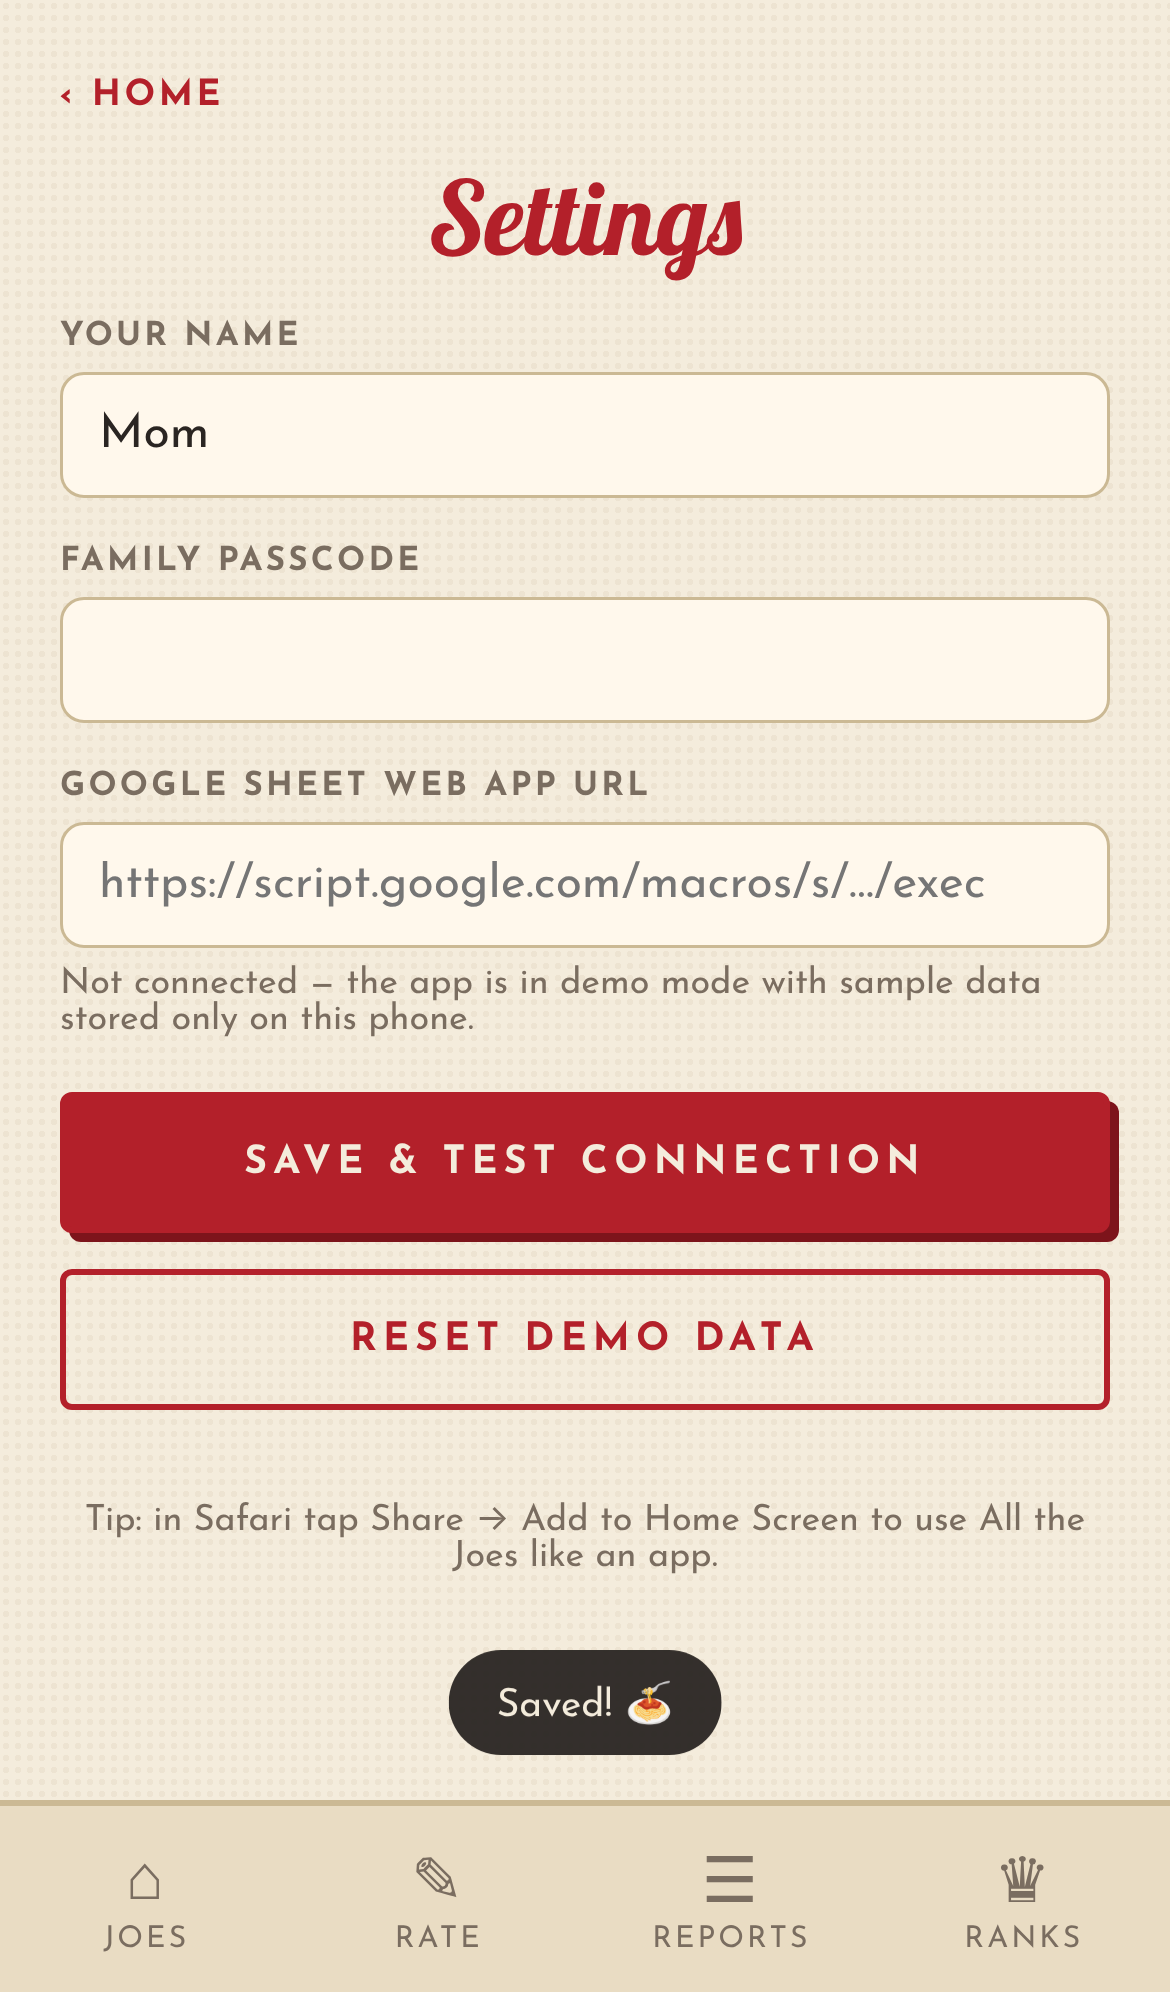 ‹ HOME
Settings
YOUR NAME
Mom
FAMILY PASSCODE
GOOGLE SHEET WEB APP URL
https://script.google.com/macros/s/.../exec
Not connected — the app is in demo mode with sample data
stored only on this phone.
SAVE & TEST CONNECTION
RESET DEMO DATA
Tip: in Safari tap Share → Add to Home Screen to use All the
Joes like an app.
Saved! 🍝
JOES
RATE
REPORTS
RANKS